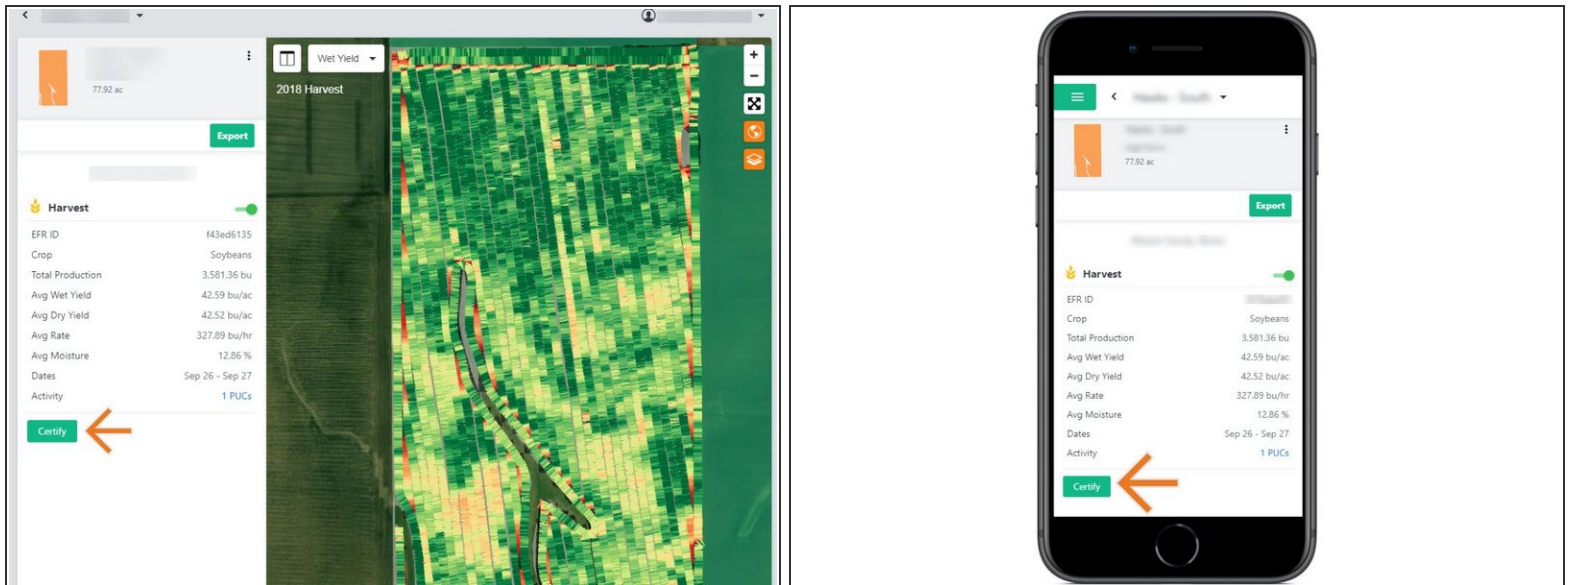 77.92 ac
Export
Harvest
EFR ID f43ed6135
Crop Soybeans
Total Production 3,581.36 bu
Avg Wet Yield 42.59 bu/ac
Avg Dry Yield 42.52 bu/ac
Avg Rate 327.89 bu/hr
Avg Moisture 12.86 %
Dates Sep 26 - Sep 27
Activity 1 PUCs
Certify
Wet Yield
2018 Harvest
+
−
77.92 ac
Export
Harvest
EFR ID
Crop Soybeans
Total Production 3,581.36 bu
Avg Wet Yield 42.59 bu/ac
Avg Dry Yield 42.52 bu/ac
Avg Rate 327.89 bu/hr
Avg Moisture 12.86 %
Dates Sep 26 - Sep 27
Activity 1 PUCs
Certify